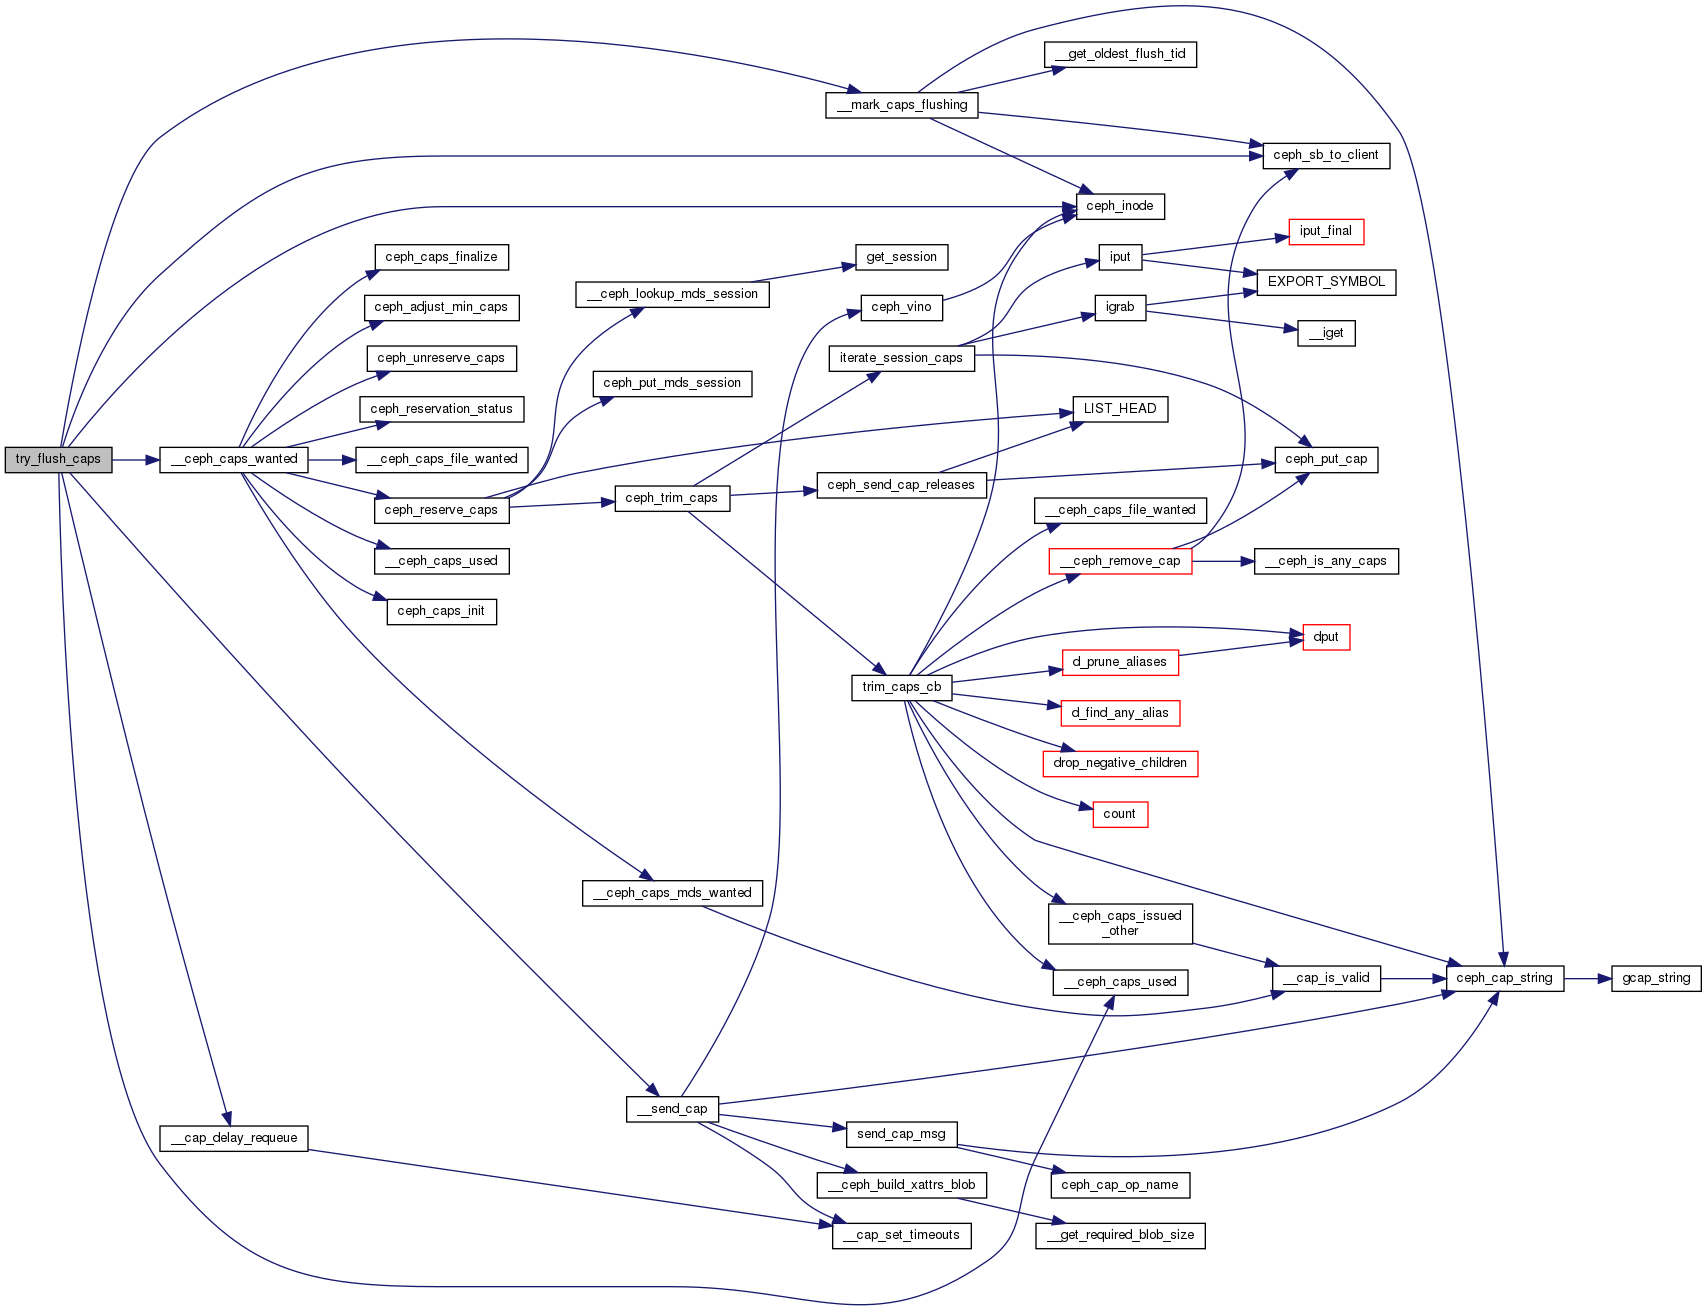 __get_oldest_flush_tid
__mark_caps_flushing
ceph_sb_to_client
ceph_inode
iput_final
ceph_caps_finalize
get_session
iput
EXPORT_SYMBOL
__ceph_lookup_mds_session
ceph_adjust_min_caps
ceph_vino
igrab
__iget
ceph_unreserve_caps
iterate_session_caps
ceph_put_mds_session
ceph_reservation_status
LIST_HEAD
try_flush_caps
__ceph_caps_wanted
__ceph_caps_file_wanted
ceph_put_cap
ceph_send_cap_releases
ceph_trim_caps
ceph_reserve_caps
__ceph_caps_file_wanted
__ceph_caps_used
__ceph_remove_cap
__ceph_is_any_caps
ceph_caps_init
dput
d_prune_aliases
trim_caps_cb
d_find_any_alias
drop_negative_children
count
__ceph_caps_mds_wanted
__ceph_caps_issued
_other
__ceph_caps_used
__cap_is_valid
ceph_cap_string
gcap_string
__send_cap
send_cap_msg
__cap_delay_requeue
__ceph_build_xattrs_blob
ceph_cap_op_name
__cap_set_timeouts
__get_required_blob_size